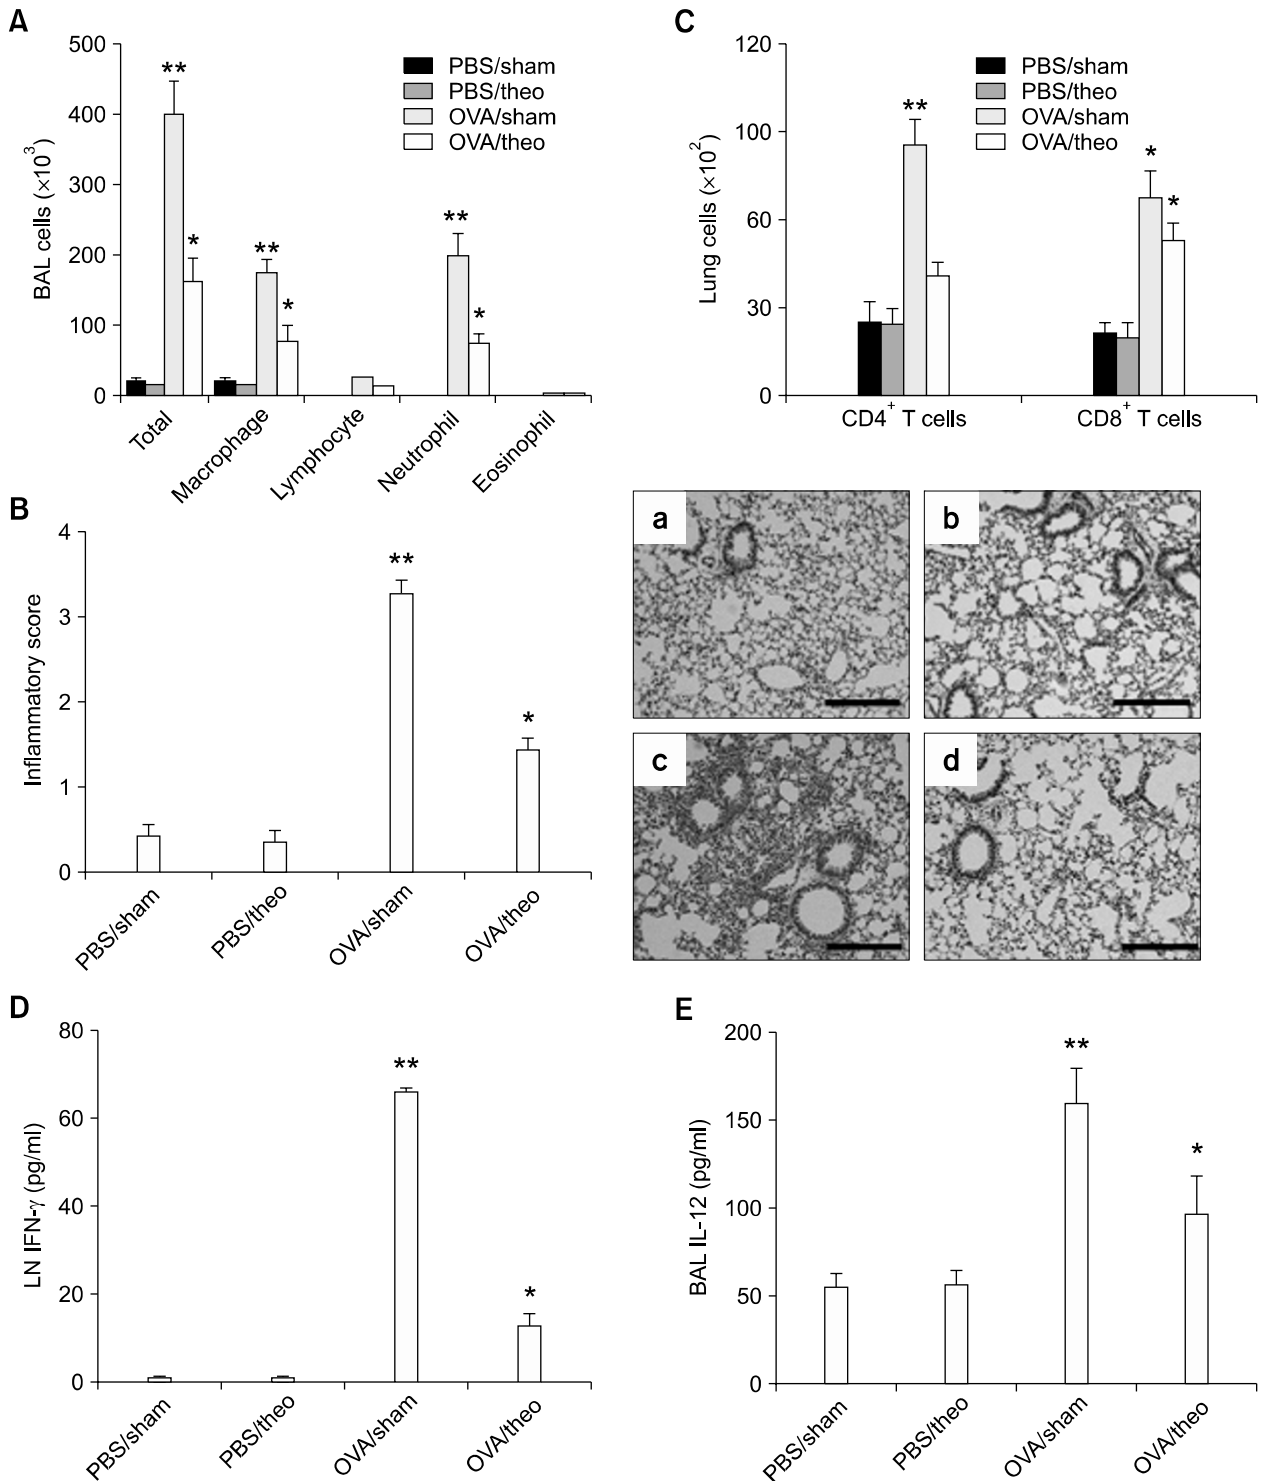 A
500
400
300
200
100
0
BAL cells (×10³)
PBS/sham
PBS/theo
OVA/sham
OVA/theo
**
*
**
*
**
*
Total
Macrophage
Lymphocyte
Neutrophil
Eosinophil
C
120
100
60
30
0
Lung cells (×10²)
PBS/sham
PBS/theo
OVA/sham
OVA/theo
**
*
*
CD4⁺ T cells
CD8⁺ T cells
B
4
3
2
1
0
Inflammatory score
**
*
PBS/sham
PBS/theo
OVA/sham
OVA/theo
a
b
c
d
D
80
60
40
20
0
LN IFN-γ (pg/ml)
**
*
PBS/sham
PBS/theo
OVA/sham
OVA/theo
E
200
150
100
50
0
BAL IL-12 (pg/ml)
**
*
PBS/sham
PBS/theo
OVA/sham
OVA/theo